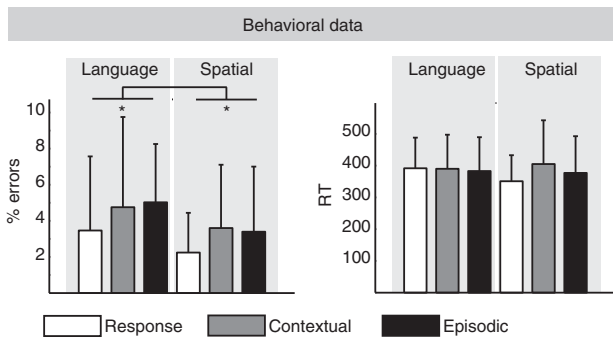 Behavioral data
Language Spatial
* *
10
8
6
4
2
% errors
Language Spatial
500
400
300
200
100
RT
Response Contextual Episodic